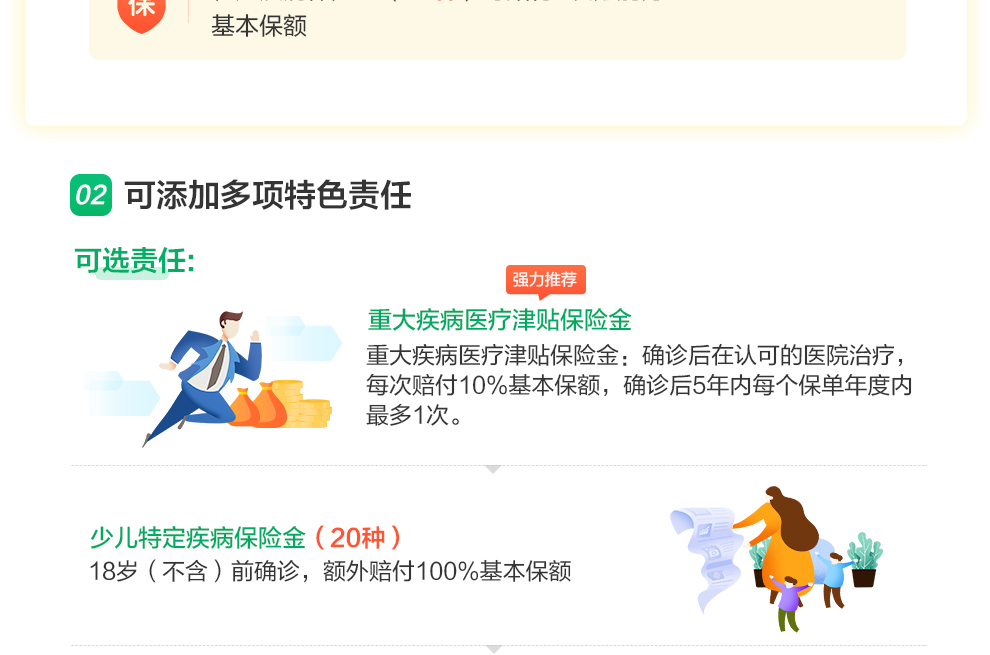 保
基本保额
02 可添加多项特色责任
可选责任:
强力推荐
重大疾病医疗津贴保险金
重大疾病医疗津贴保险金：确诊后在认可的医院治疗，
每次赔付10%基本保额，确诊后5年内每个保单年度内
最多1次。
少儿特定疾病保险金（20种）
18岁（不含）前确诊，额外赔付100%基本保额